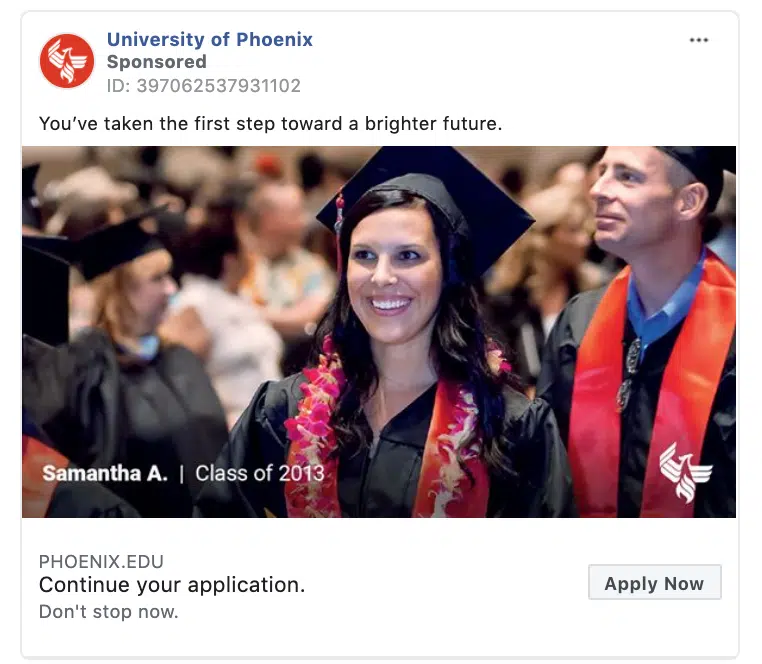 University of Phoenix
Sponsored
ID: 397062537931102
You’ve taken the first step toward a brighter future.
Samantha A. | Class of 2013
PHOENIX.EDU
Continue your application.
Don't stop now.
Apply Now